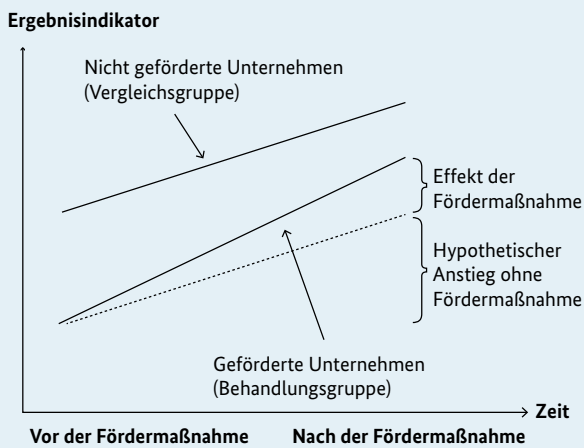 Ergebnisindikator
Nicht geförderte Unternehmen
(Vergleichsgruppe)
Effekt der
Fördermaßnahme
Hypothetischer
Anstieg ohne
Fördermaßnahme
Geförderte Unternehmen
(Behandlungsgruppe)
Zeit
Vor der Fördermaßnahme
Nach der Fördermaßnahme